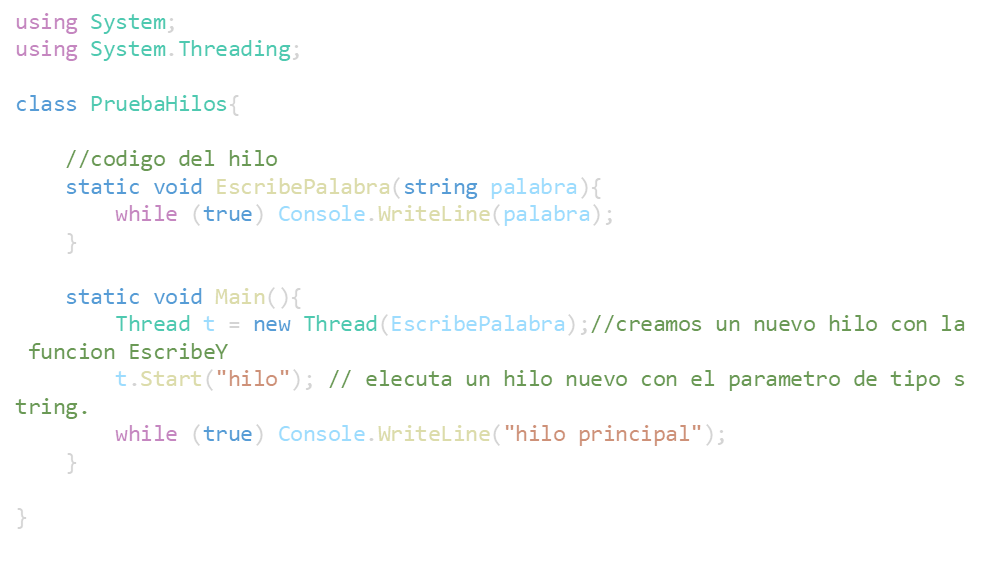 using System;
using System.Threading;

class PruebaHilos{

    //codigo del hilo
    static void EscribePalabra(string palabra){
        while (true) Console.WriteLine(palabra);
    }

    static void Main(){
        Thread t = new Thread(EscribePalabra);//creamos un nuevo hilo con la
 funcion EscribeY
        t.Start("hilo"); // elecuta un hilo nuevo con el parametro de tipo s
tring.
        while (true) Console.WriteLine("hilo principal");
    }

}